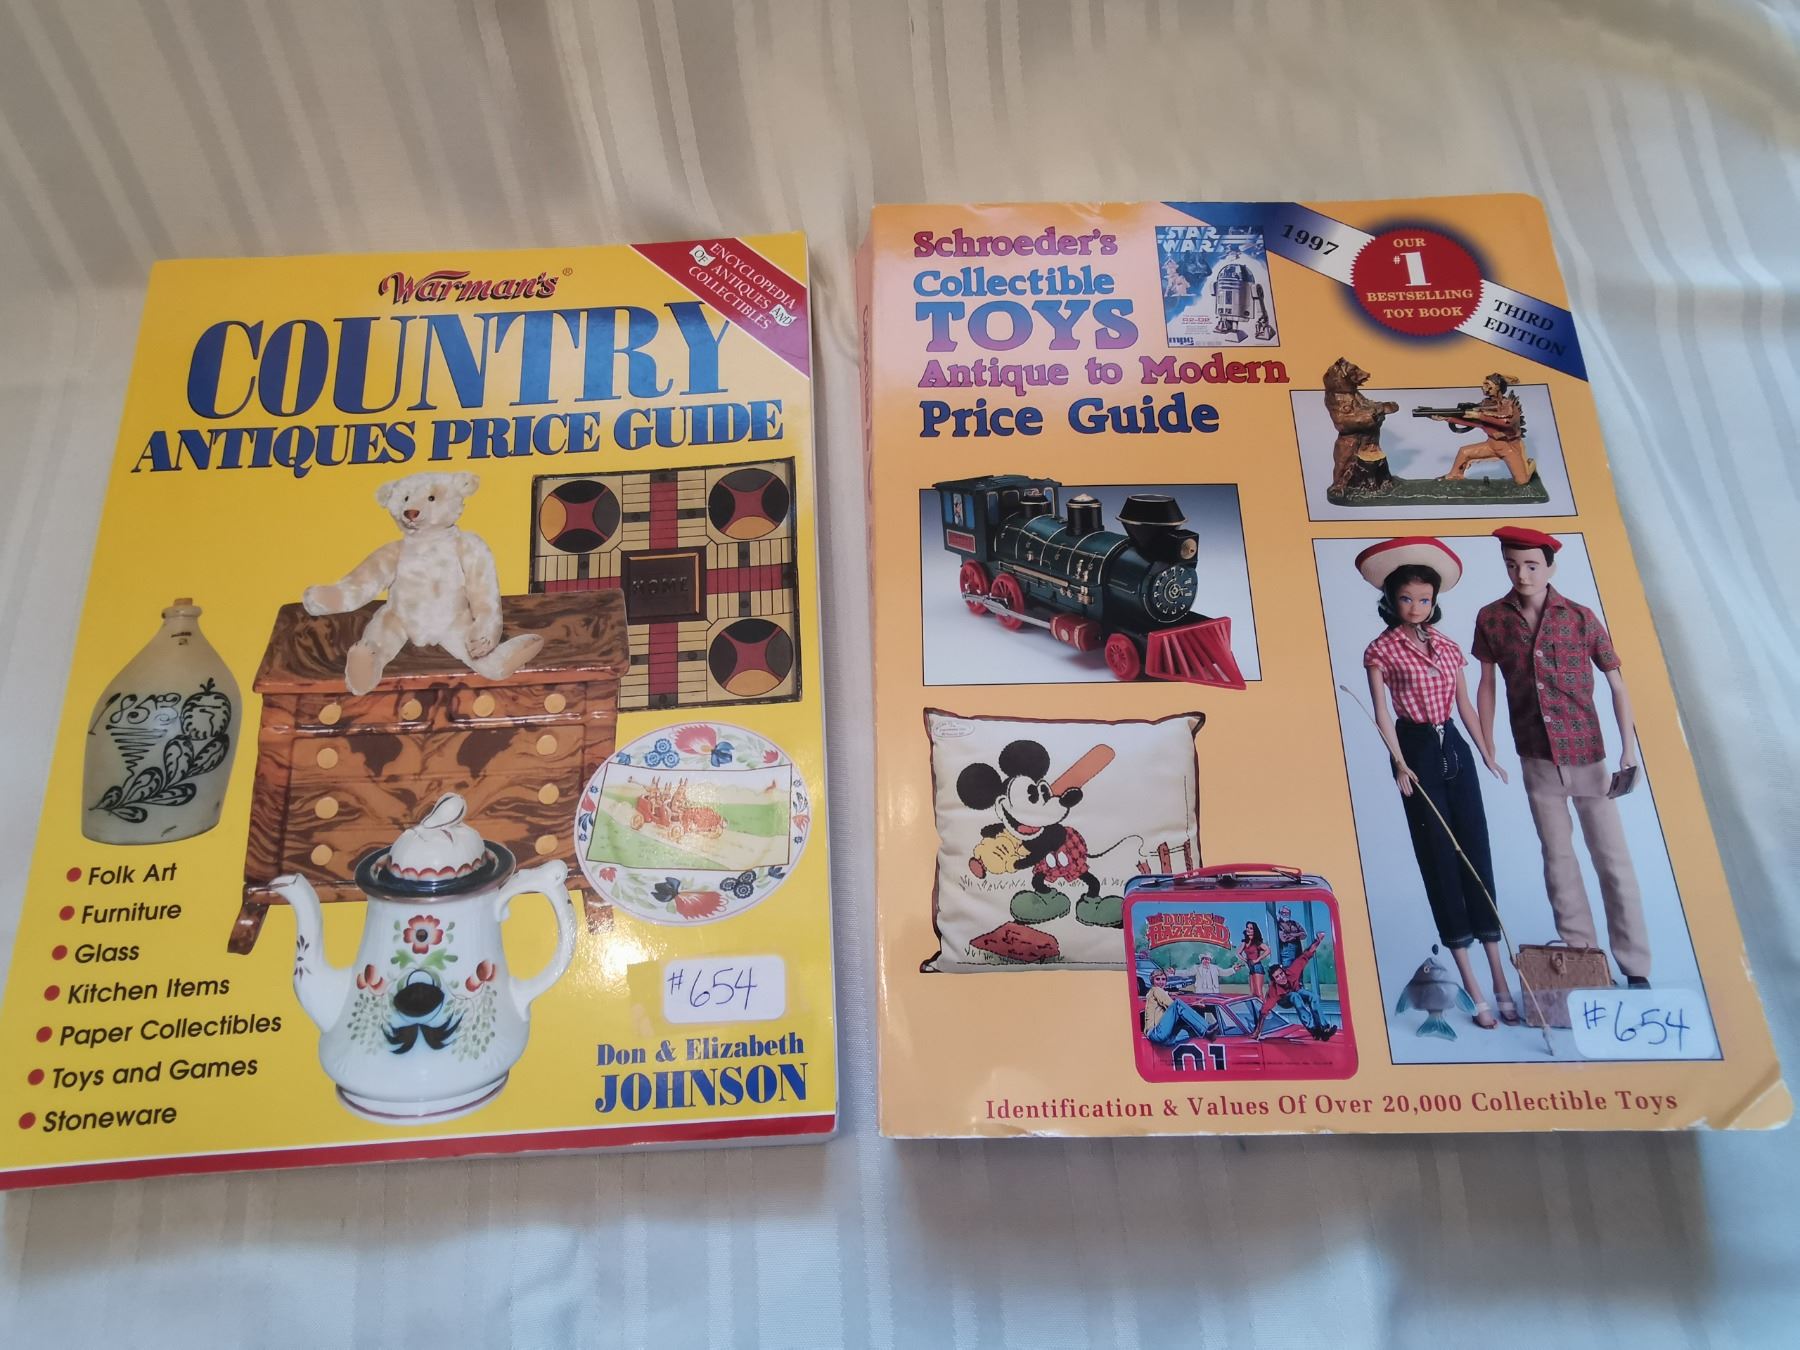 Warman's®
COUNTRY
ANTIQUES PRICE GUIDE
ENCYCLOPEDIA
OF ANTIQUES AND
COLLECTIBLES
HOME
• Folk Art
• Furniture
• Glass
• Kitchen Items
• Paper Collectibles
• Toys and Games
• Stoneware
#654
Don & Elizabeth
JOHNSON
Schroeder's
Collectible
TOYS
Antique to Modern
Price Guide
STAR
WARS
R2-D2
mpc
1997
OUR
#1
BESTSELLING
TOY BOOK
THIRD
EDITION
THE DUKES OF
HAZZARD
01
#654
Identification & Values Of Over 20,000 Collectible Toys